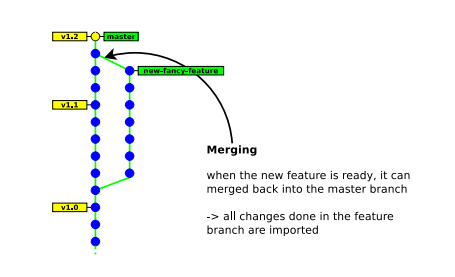 v1.2 master
new-fancy-feature
v1.1
Merging
when the new feature is ready, it can
merged back into the master branch
v1.0
-> all changes done in the feature
branch are imported